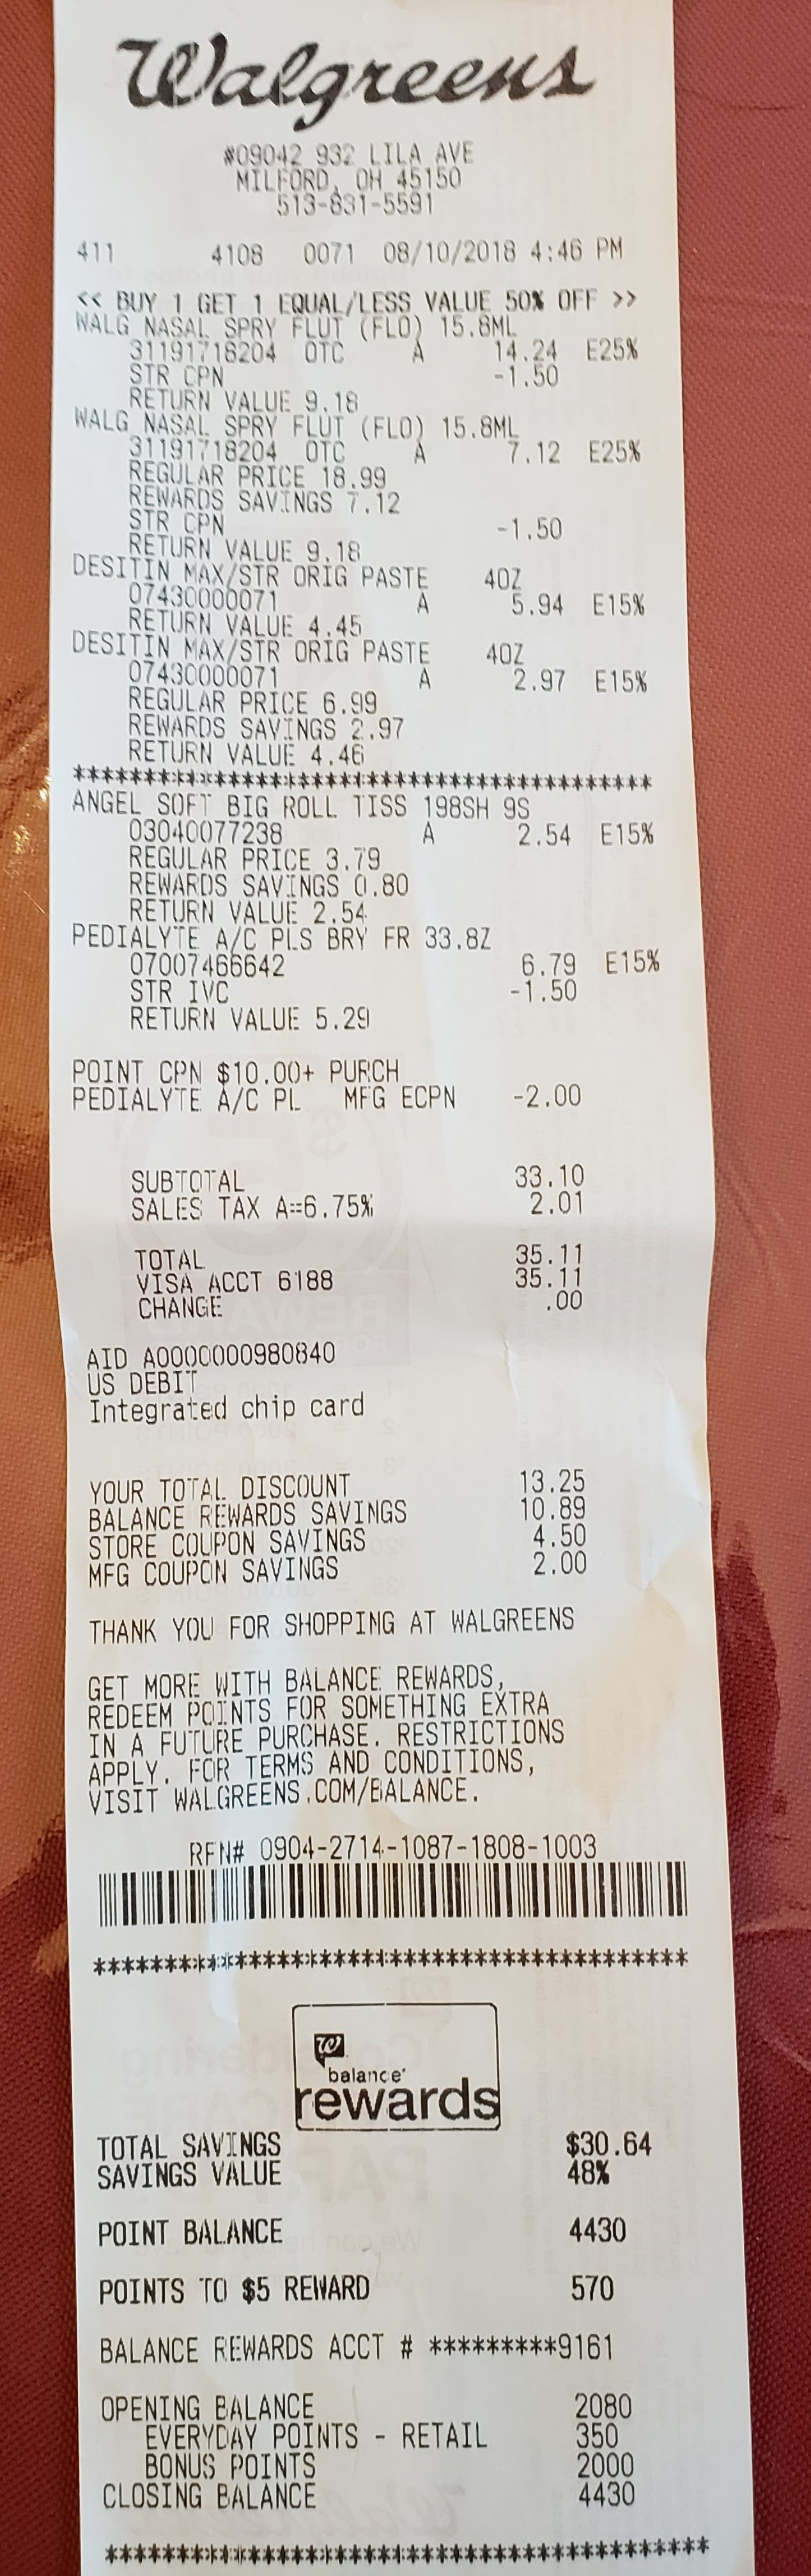 Walgreens
#09042 932 LILA AVE
MILFORD, OH 45150
513-831-5591
411 4108 0071 08/10/2018 4:46 PM
<< BUY 1 GET 1 EQUAL/LESS VALUE 50% OFF >>
WALG NASAL SPRY FLUT (FLO) 15.8ML
31191718204 OTC A 14.24 E25%
STR CPN -1.50
RETURN VALUE 9.18
WALG NASAL SPRY FLUT (FLO) 15.8ML
31191718204 OTC A 7.12 E25%
REGULAR PRICE 18.99
REWARDS SAVINGS 7.12
STR CPN -1.50
RETURN VALUE 9.18
DESITIN MAX/STR ORIG PASTE 4OZ
07430000071 A 5.94 E15%
RETURN VALUE 4.45
DESITIN MAX/STR ORIG PASTE 4OZ
07430000071 A 2.97 E15%
REGULAR PRICE 6.99
REWARDS SAVINGS 2.97
RETURN VALUE 4.46
*****************************************
ANGEL SOFT BIG ROLL TISS 198SH 9S
03040077238 A 2.54 E15%
REGULAR PRICE 3.79
REWARDS SAVINGS 0.80
RETURN VALUE 2.54
PEDIALYTE A/C PLS BRY FR 33.8Z
07007466642 6.79 E15%
STR IVC -1.50
RETURN VALUE 5.29
POINT CPN $10.00+ PURCH
PEDIALYTE A/C PL MFG ECPN -2.00
SUBTOTAL 33.10
SALES TAX A=6.75% 2.01
TOTAL 35.11
VISA ACCT 6188 35.11
CHANGE .00
AID A0000000980840
US DEBIT
Integrated chip card
YOUR TOTAL DISCOUNT 13.25
BALANCE REWARDS SAVINGS 10.89
STORE COUPON SAVINGS 4.50
MFG COUPON SAVINGS 2.00
THANK YOU FOR SHOPPING AT WALGREENS
GET MORE WITH BALANCE REWARDS,
REDEEM POINTS FOR SOMETHING EXTRA
IN A FUTURE PURCHASE. RESTRICTIONS
APPLY. FOR TERMS AND CONDITIONS,
VISIT WALGREENS.COM/BALANCE.
RFN# 0904-2714-1087-1808-1003
*****************************************
W
balance®
rewards
TOTAL SAVINGS $30.64
SAVINGS VALUE 48%
POINT BALANCE 4430
POINTS TO $5 REWARD 570
BALANCE REWARDS ACCT # *********9161
OPENING BALANCE 2080
EVERYDAY POINTS - RETAIL 350
BONUS POINTS 2000
CLOSING BALANCE 4430
*****************************************